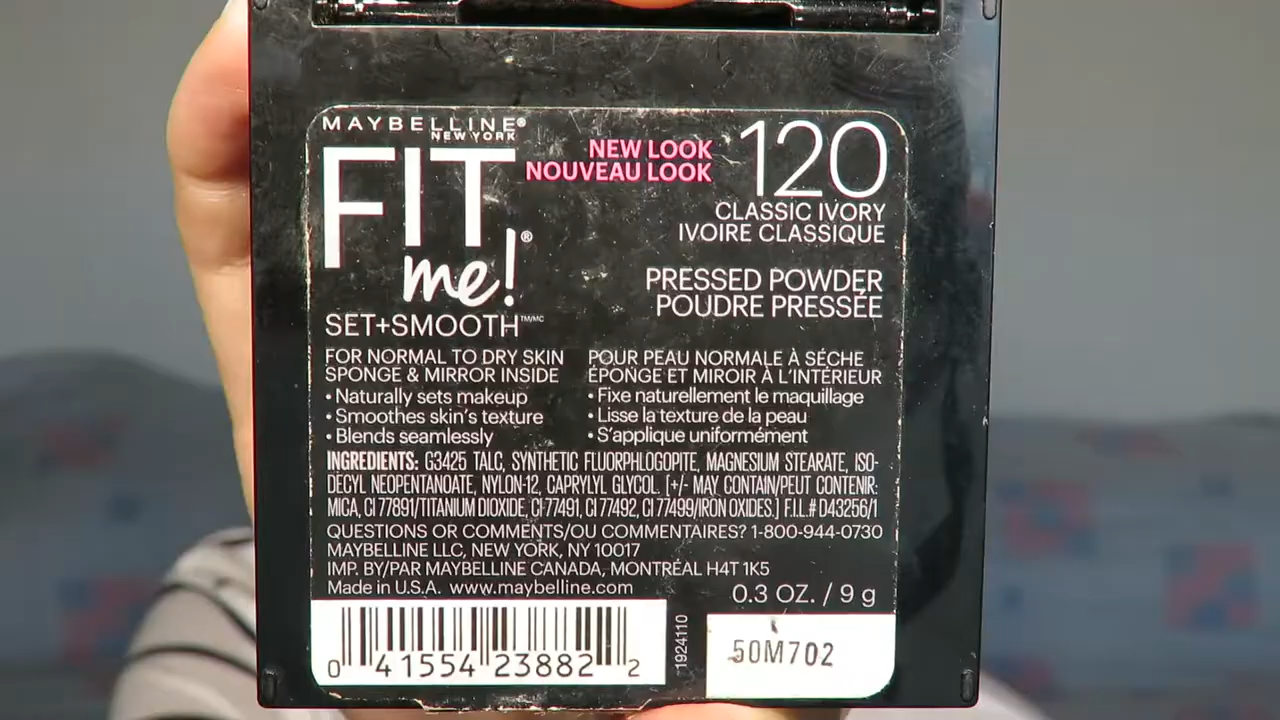 MAYBELLINE®
NEW YORK
FIT
me!®
SET+SMOOTH™/MC
NEW LOOK
NOUVEAU LOOK
120
CLASSIC IVORY
IVOIRE CLASSIQUE
PRESSED POWDER
POUDRE PRESSÉE
FOR NORMAL TO DRY SKIN
SPONGE & MIRROR INSIDE
• Naturally sets makeup
• Smoothes skin's texture
• Blends seamlessly
POUR PEAU NORMALE À SÉCHE
ÉPONGE ET MIROIR À L'INTÉRIEUR
• Fixe naturellement le maquillage
• Lisse la texture de la peau
• S'applique uniformément
INGREDIENTS: G3425 TALC, SYNTHETIC FLUORPHLOGOPITE, MAGNESIUM STEARATE, ISO-
DECYL NEOPENTANOATE, NYLON-12, CAPRYLYL GLYCOL. [+/- MAY CONTAIN/PEUT CONTENIR:
MICA, CI 77891/TITANIUM DIOXIDE, CI 77491, CI 77492, CI 77499/IRON OXIDES.] F.I.L.# D43256/1
QUESTIONS OR COMMENTS/OU COMMENTAIRES? 1-800-944-0730
MAYBELLINE LLC, NEW YORK, NY 10017
IMP. BY/PAR MAYBELLINE CANADA, MONTRÉAL H4T 1K5
Made in U.S.A. www.maybelline.com
0.3 OZ. / 9 g
0 41554 23882 2
1924110
50M702